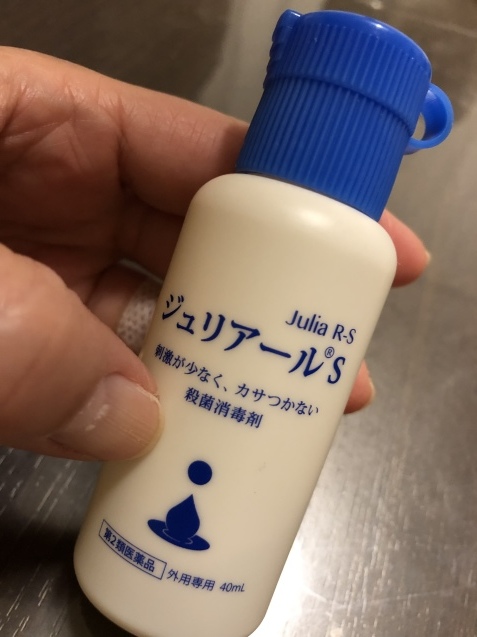 Julia R-S
ジュリアール®S
刺激が少なく、カサつかない
殺菌消毒剤
第2類医薬品 外用専用 40mL